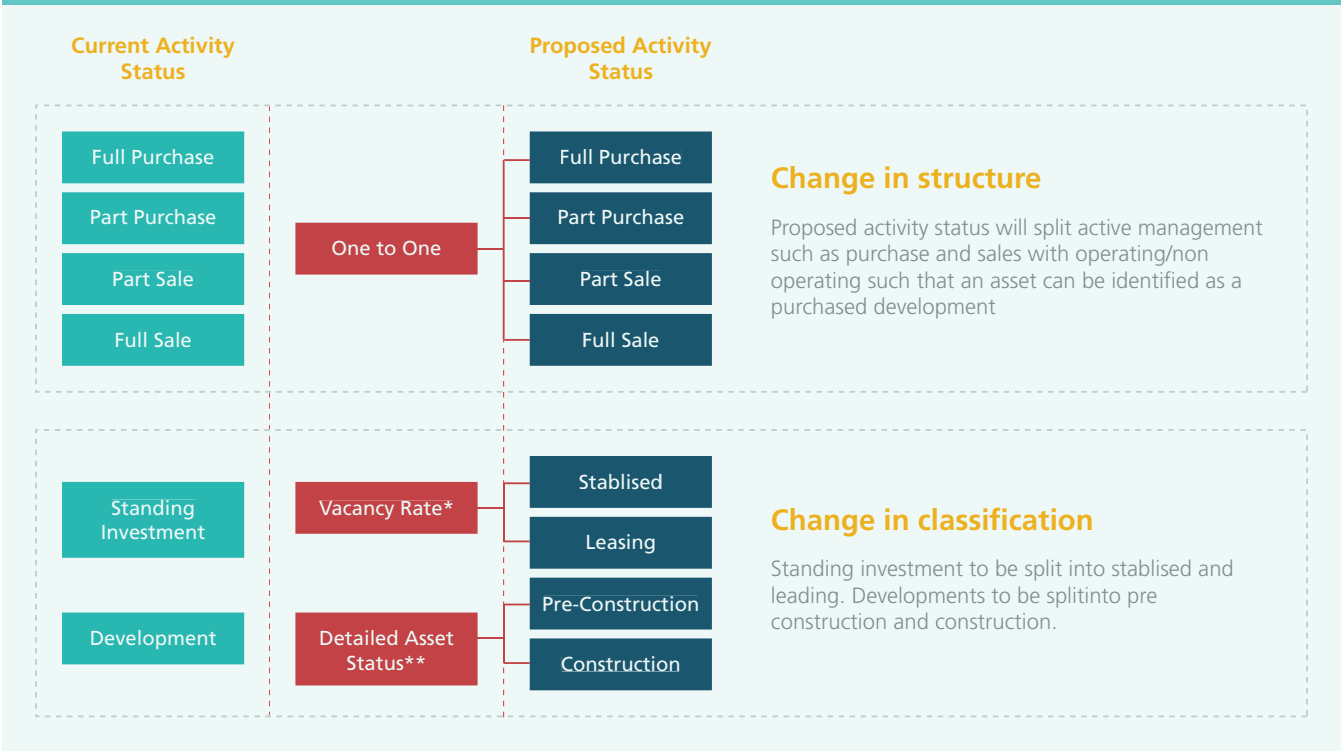 Current Activity
Status
Proposed Activity
Status
Full Purchase
Part Purchase
Part Sale
Full Sale
One to One
Full Purchase
Part Purchase
Part Sale
Full Sale
Change in structure
Proposed activity status will split active management
such as purchase and sales with operating/non
operating such that an asset can be identified as a
purchased development
Standing
Investment
Development
Vacancy Rate*
Detailed Asset
Status**
Stablised
Leasing
Pre-Construction
Construction
Change in classification
Standing investment to be split into stablised and
leading. Developments to be splitinto pre
construction and construction.